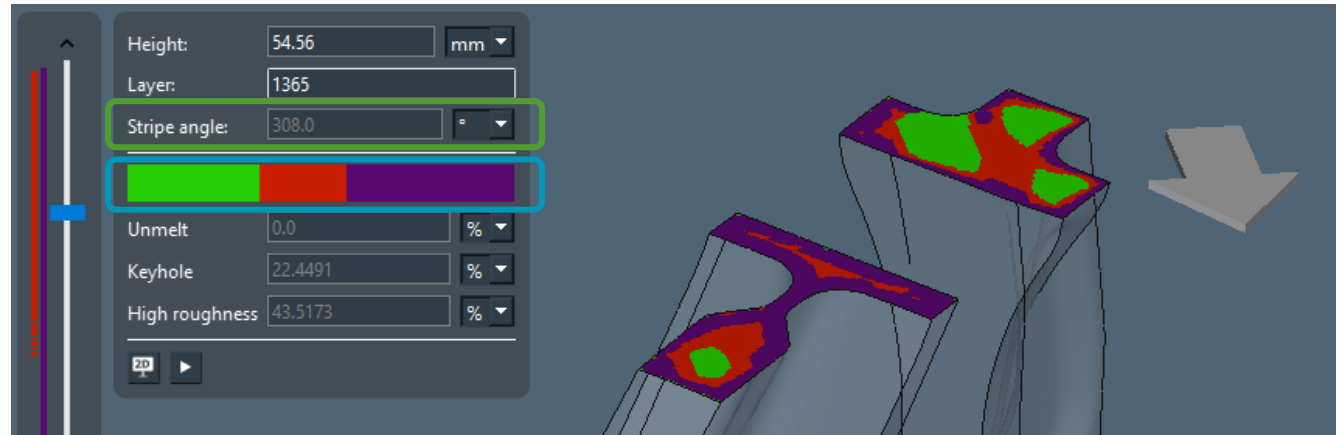 Height: 54.56 mm
Layer: 1365
Stripe angle: 308.0 °
Unmelt 0.0 %
Keyhole 22.4491 %
High roughness 43.5173 %
2D